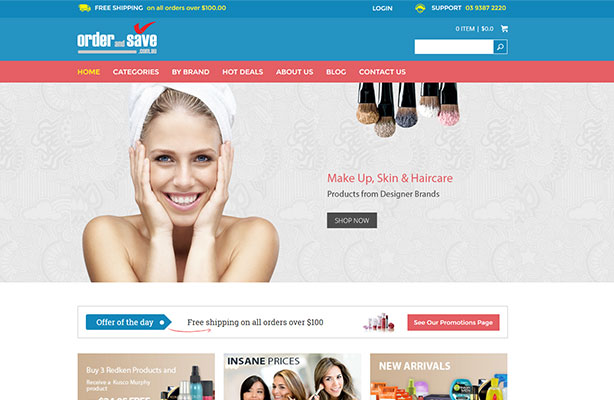 FREE SHIPPING on all orders over $100.00
LOGIN
SUPPORT 03 9387 2220
order and save
.com.au
0 ITEM | $0.0
HOME CATEGORIES BY BRAND HOT DEALS ABOUT US BLOG CONTACT US
Make Up, Skin & Haircare
Products from Designer Brands
SHOP NOW
Offer of the day
Free shipping on all orders over $100
See Our Promotions Page
Buy 3 Redken Products and
Receive a Kusco Murphy
product
FREE
INSANE PRICES
NEW ARRIVALS